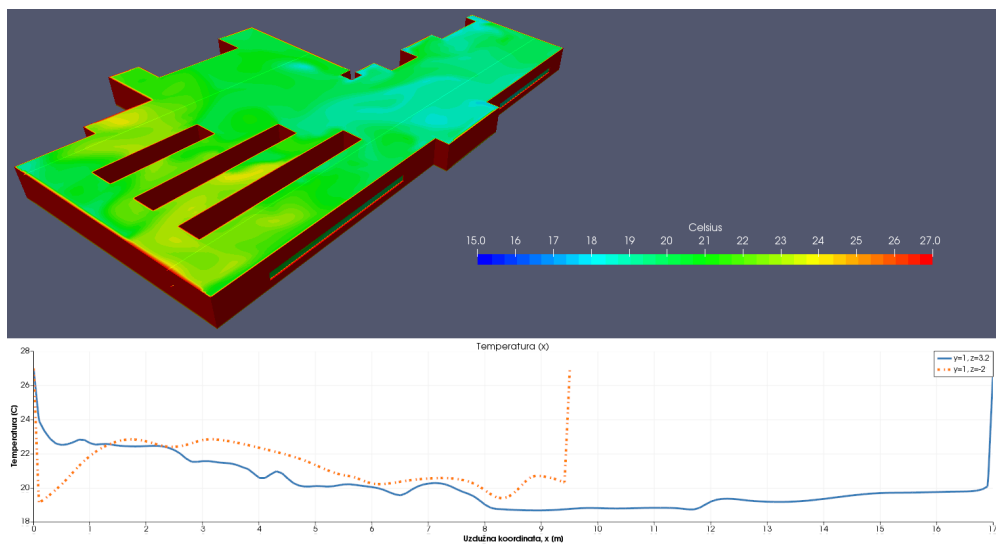 Celsius
15.0 16 17 18 19 20 21 22 23 24 25 26 27.0
Temperatura (x)
28
26
24
22
20
18
Temperatura (C)
y=1, z=3.2
y=1, z=-2
0 1 2 3 4 5 6 7 8 9 10 11 12 13 14 15 16 17
Uzdužna koordinata, x (m)